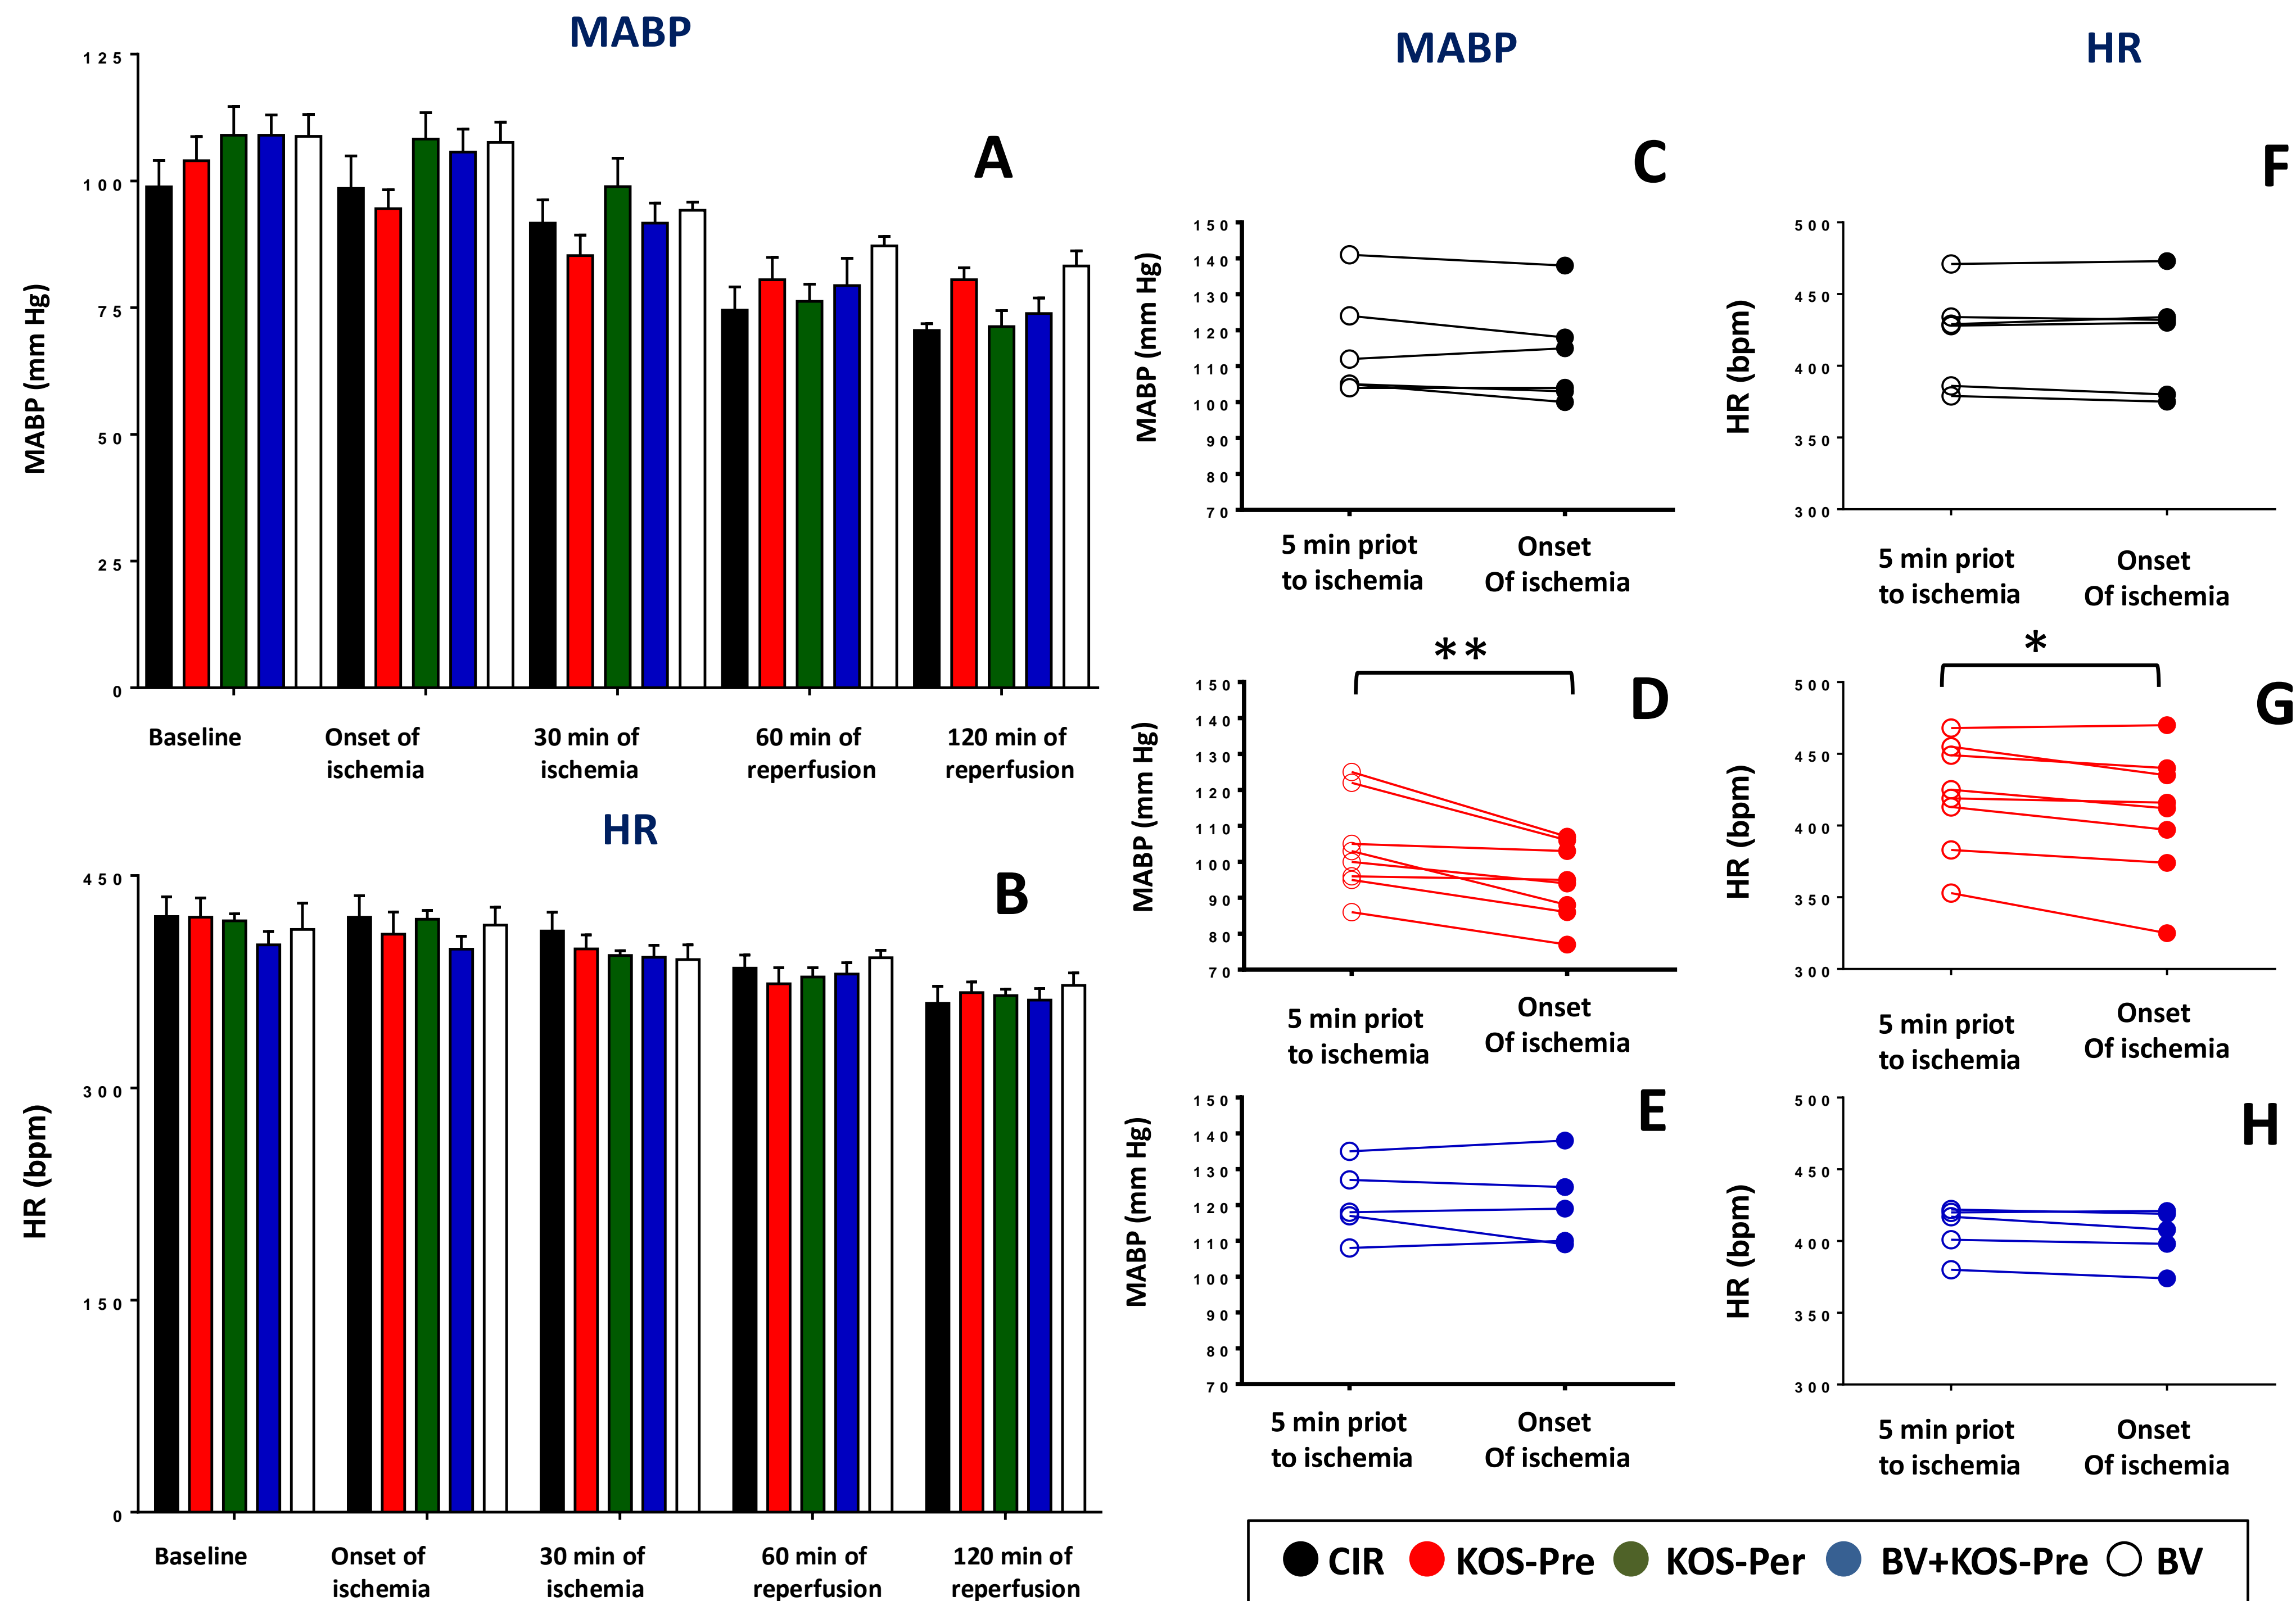 MABP
125
100
75
50
25
0
MABP (mm Hg)
A
Baseline
Onset of
ischemia
30 min of
ischemia
60 min of
reperfusion
120 min of
reperfusion
HR
450
300
150
0
HR (bpm)
B
Baseline
Onset of
ischemia
30 min of
ischemia
60 min of
reperfusion
120 min of
reperfusion
MABP
C
150
140
130
120
110
100
90
80
70
MABP (mm Hg)
5 min priot
to ischemia
Onset
Of ischemia
**
D
150
140
130
120
110
100
90
80
70
MABP (mm Hg)
5 min priot
to ischemia
Onset
Of ischemia
E
150
140
130
120
110
100
90
80
70
MABP (mm Hg)
5 min priot
to ischemia
Onset
Of ischemia
HR
F
500
450
400
350
300
HR (bpm)
5 min priot
to ischemia
Onset
Of ischemia
*
G
500
450
400
350
300
HR (bpm)
5 min priot
to ischemia
Onset
Of ischemia
H
500
450
400
350
300
HR (bpm)
5 min priot
to ischemia
Onset
Of ischemia
CIR KOS-Pre KOS-Per BV+KOS-Pre BV